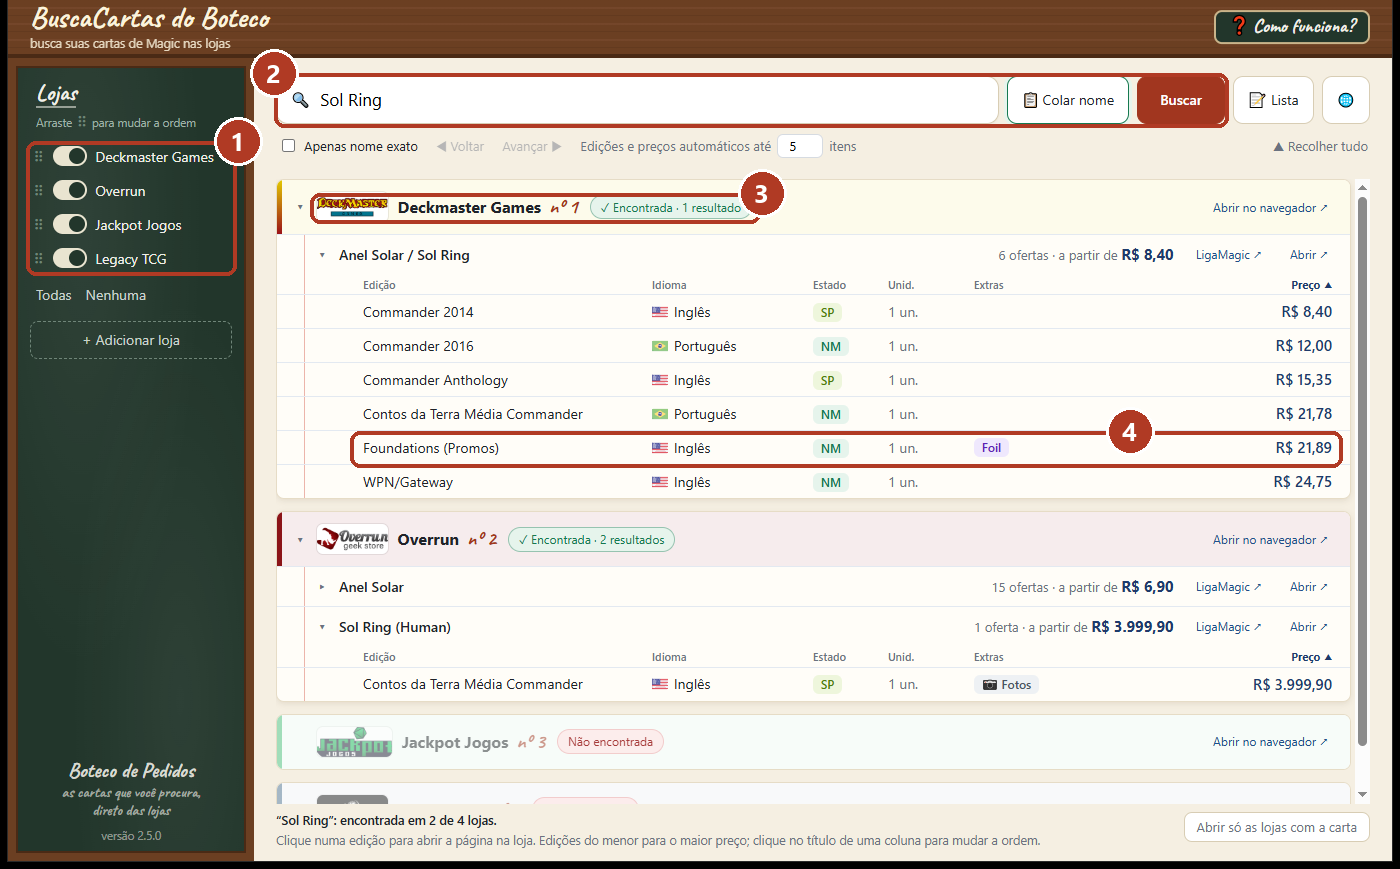 BuscaCartas do Boteco
busca suas cartas de Magic nas lojas
Como funciona?
Lojas
Arraste para mudar a ordem
1
Deckmaster Games
Overrun
Jackpot Jogos
Legacy TCG
Todas Nenhuma
+ Adicionar loja
Boteco de Pedidos
as cartas que você procura,
direto das lojas
versão 2.5.0
2
Sol Ring
Colar nome
Buscar
Lista
Apenas nome exato
◀ Voltar
Avançar ▶
Edições e preços automáticos até 5 itens
▲ Recolher tudo
3
DECKMASTER
GAMES
Deckmaster Games nº 1 ✓ Encontrada · 1 resultado
Abrir no navegador ↗
Anel Solar / Sol Ring 6 ofertas · a partir de R$ 8,40 LigaMagic ↗ Abrir ↗
Edição Idioma Estado Unid. Extras Preço ▲
Commander 2014 Inglês SP 1 un. R$ 8,40
Commander 2016 Português NM 1 un. R$ 12,00
Commander Anthology Inglês SP 1 un. R$ 15,35
Contos da Terra Média Commander Português NM 1 un. R$ 21,78
4
Foundations (Promos) Inglês NM 1 un. Foil R$ 21,89
WPN/Gateway Inglês NM 1 un. R$ 24,75
Overrun
geek store
Overrun nº 2 ✓ Encontrada · 2 resultados
Abrir no navegador ↗
Anel Solar 15 ofertas · a partir de R$ 6,90 LigaMagic ↗ Abrir ↗
Sol Ring (Human) 1 oferta · a partir de R$ 3.999,90 LigaMagic ↗ Abrir ↗
Edição Idioma Estado Unid. Extras Preço ▲
Contos da Terra Média Commander Inglês SP 1 un. Fotos R$ 3.999,90
Jackpot
JOGOS
Jackpot Jogos nº 3 Não encontrada
Abrir no navegador ↗
“Sol Ring”: encontrada em 2 de 4 lojas.
Clique numa edição para abrir a página na loja. Edições do menor para o maior preço; clique no título de uma coluna para mudar a ordem.
Abrir só as lojas com a carta